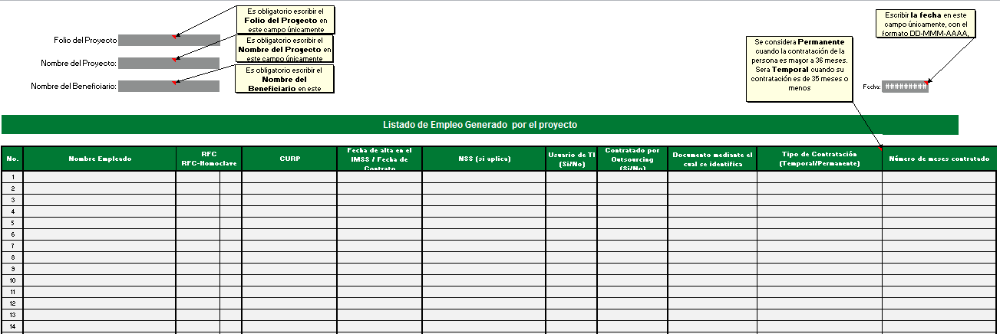 Es obligatorio escribir el
Folio del Proyecto en
este campo únicamente
Folio del Proyecto
Es obligatorio escribir el
Nombre del Proyecto en
este campo únicamente
Nombre del Proyecto:
Es obligatorio escribir el
Nombre del
Beneficiario en este
Nombre del Beneficiario:
Se considera Permanente
cuando la contratación de la
persona es mayor a 36 meses.
Sera Temporal cuando su
contratación es de 35 meses o
menos
Escribir la fecha en este
campo únicamente, con el
formato DD-MMM-AAAA,
Fecha: #########
Listado de Empleo Generado por el proyecto
No.
Nombre Empleado
RFC
RFC-Homoclave
CURP
Fecha de alta en el
IMSS / Fecha de
Contrato
NSS (si aplica)
Usuario de TI
(Si/No)
Contratado por
Outsourcing
(Si/No)
Documento mediante el
cual se identifica
Tipo de Contratación
(Temporal/Permanente)
Número de meses contratado
1
2
3
4
5
6
7
8
9
10
11
12
13
14